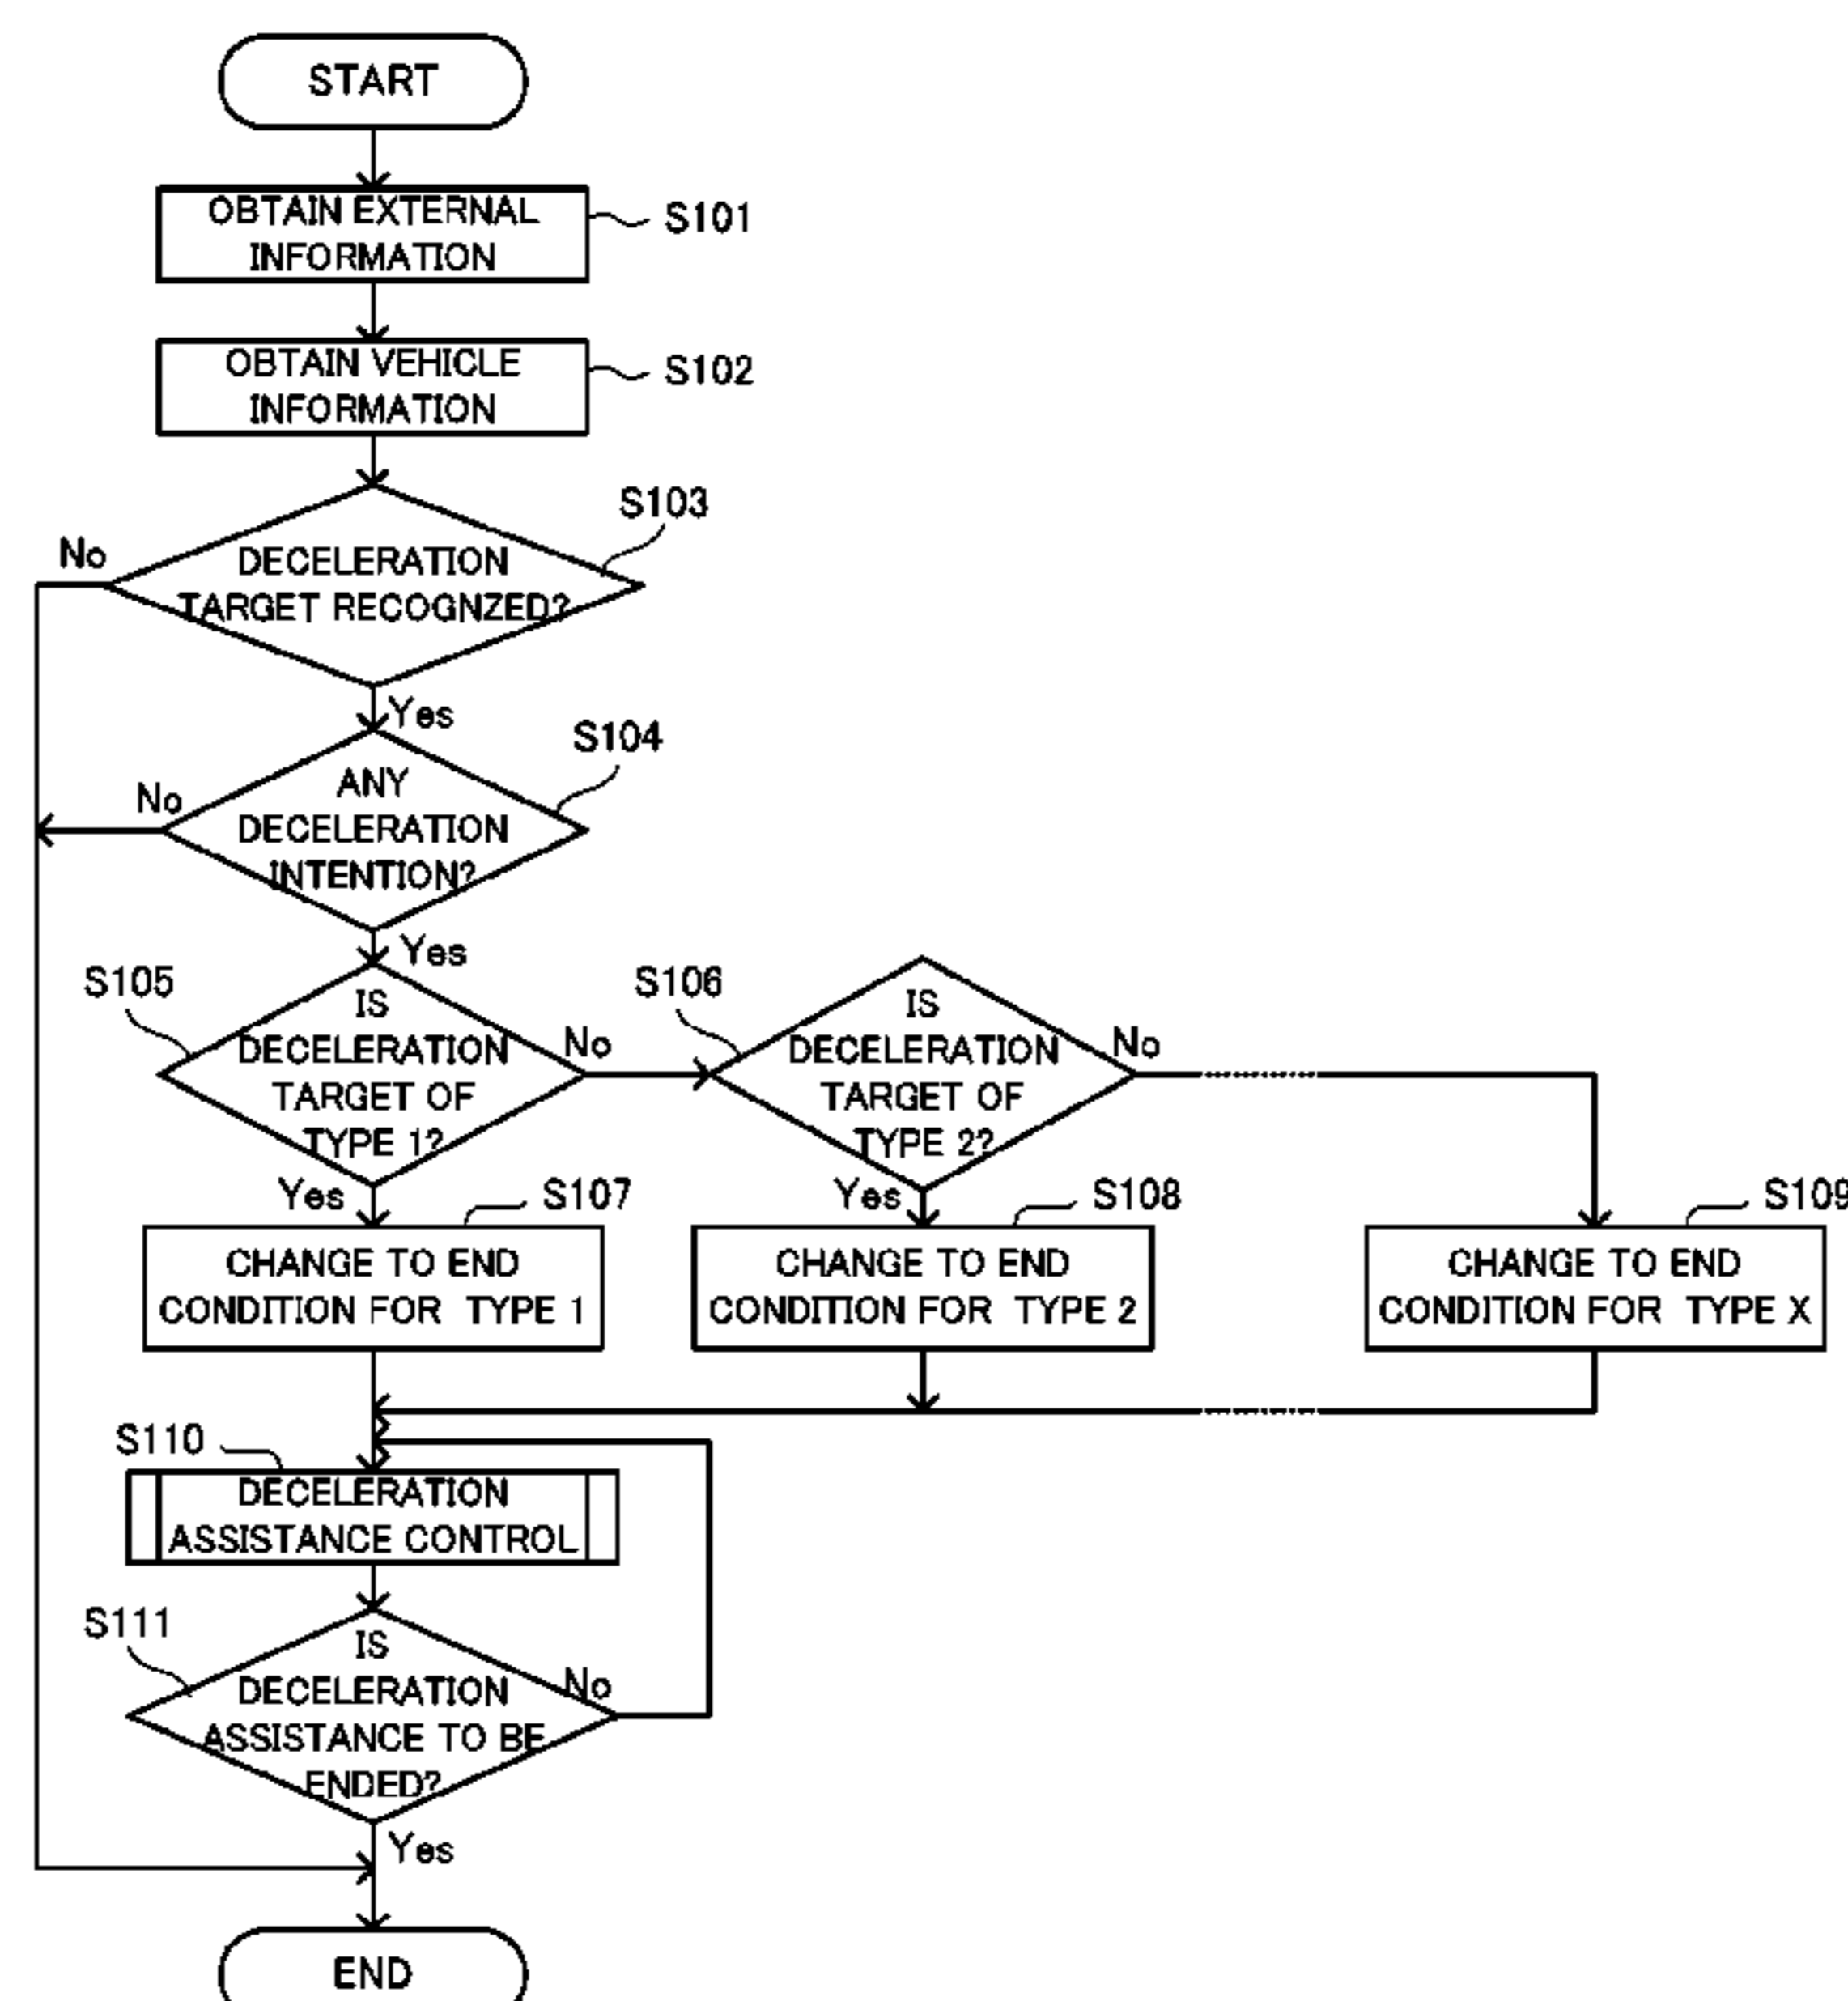 START
OBTAIN EXTERNAL
INFORMATION
S101
OBTAIN VEHICLE
INFORMATION
S102
S103
No
DECELERATION
TARGET RECOGNZED?
Yes
S104
No
ANY
DECELERATION
INTENTION?
Yes
S105
IS
DECELERATION
TARGET OF
TYPE 1?
No
S106
IS
DECELERATION
TARGET OF
TYPE 2?
No
Yes
S107
CHANGE TO END
CONDITION FOR TYPE 1
Yes
S108
CHANGE TO END
CONDITION FOR TYPE 2
S109
CHANGE TO END
CONDITION FOR TYPE X
S110
DECELERATION
ASSISTANCE CONTROL
S111
IS
DECELERATION
ASSISTANCE TO BE
ENDED?
No
Yes
END